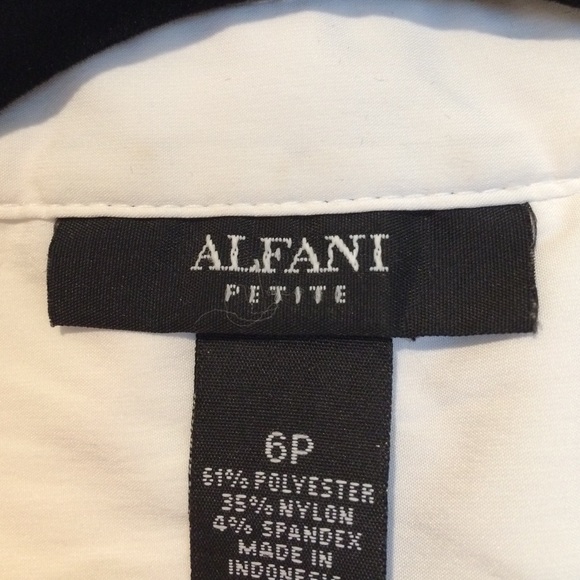 ALFANI
PETITE
6P
61% POLYESTER
35% NYLON
4% SPANDEX
MADE IN